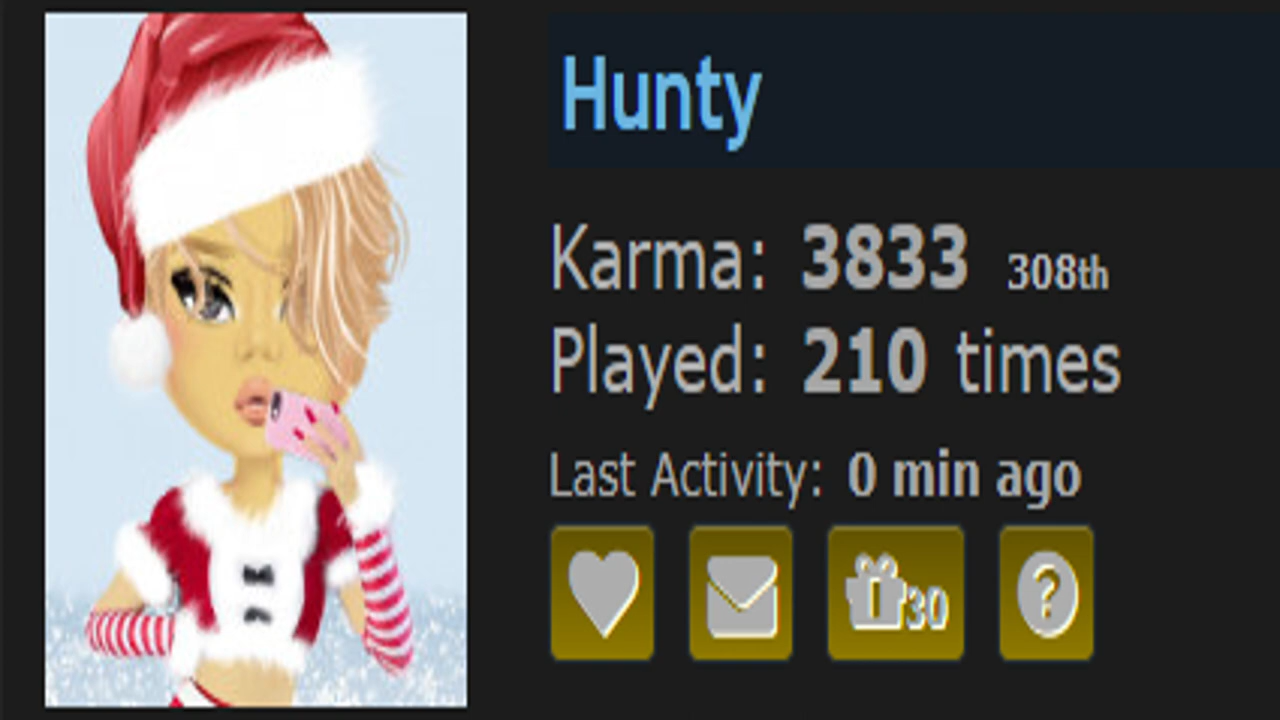 Hunty
Karma: 3833 308th
Played: 210 times
Last Activity: 0 min ago
30 ?